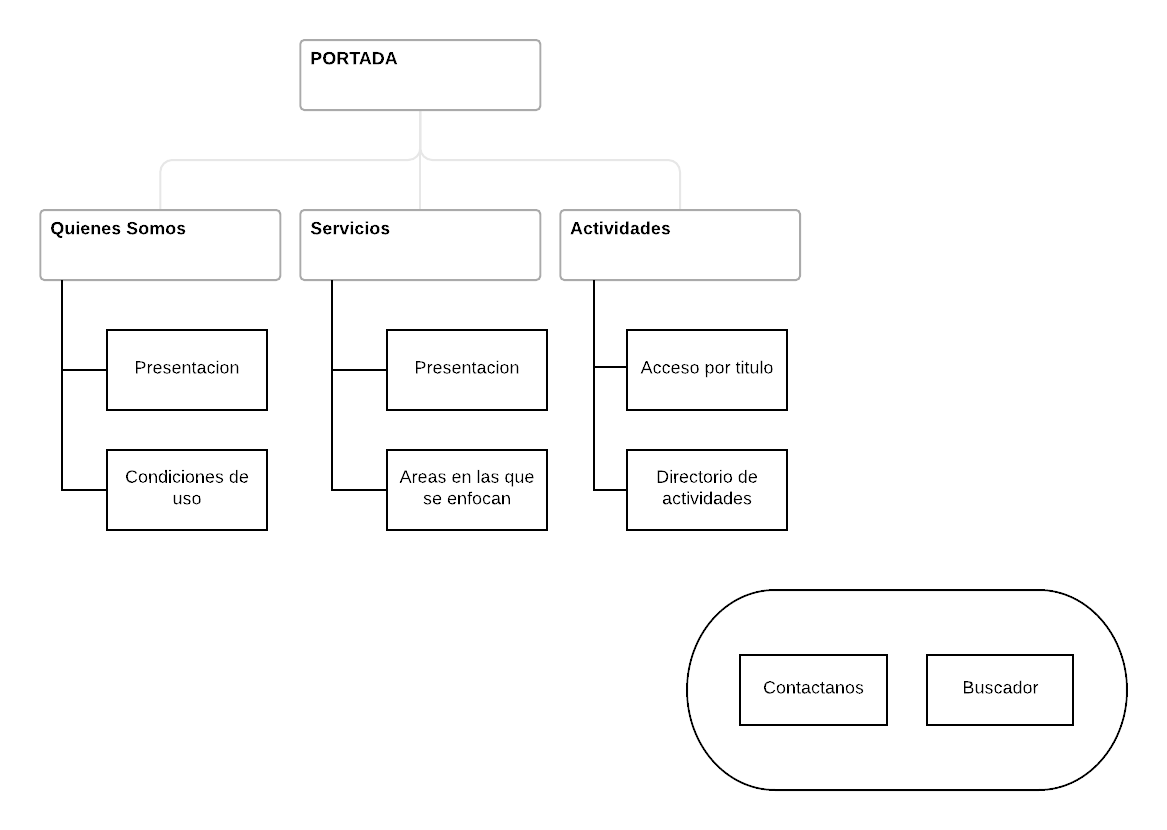 PORTADA
Quienes Somos
Servicios
Actividades
Presentacion
Presentacion
Acceso por titulo
Condiciones de
uso
Areas en las que
se enfocan
Directorio de
actividades
Contactanos
Buscador